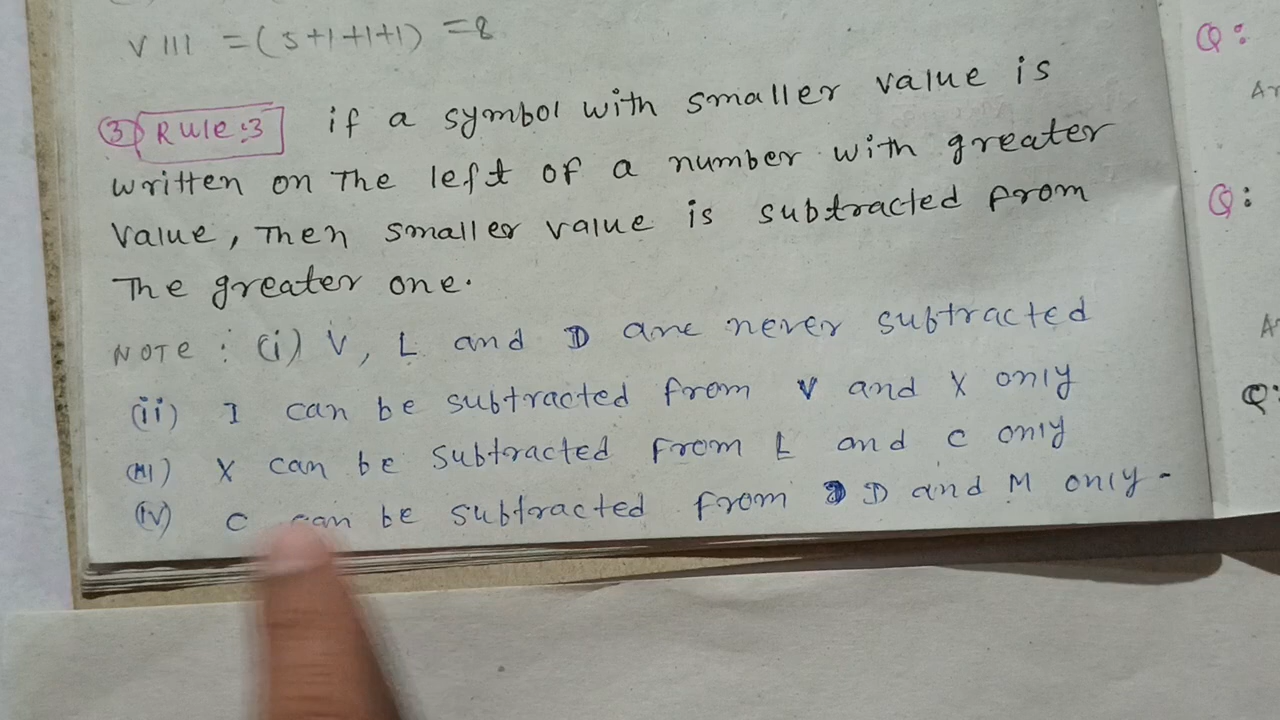 VIII = (5+1+1+1) = 8
③ Rule:3 if a symbol with smaller value is
written on The left of a number with greater
value, Then smaller value is subtracted from
The greater one.
NOTE : (i) V, L and D are never subtracted
(ii) I can be subtracted from V and X only
(iii) X can be subtracted from L and C only
(iv) C can be subtracted from D and M only.
Q:
Q:
Q: